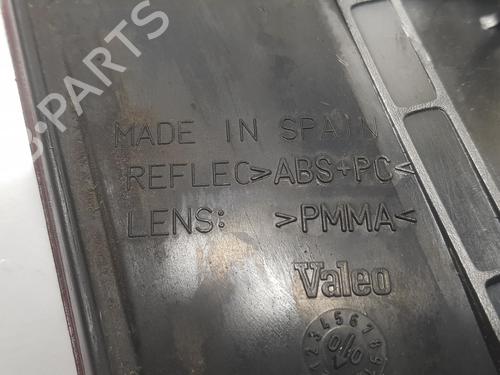 B-PARTS
MADE IN SPAIN
REFLEC>ABS+PC<
LENS: >PMMA<
Valeo